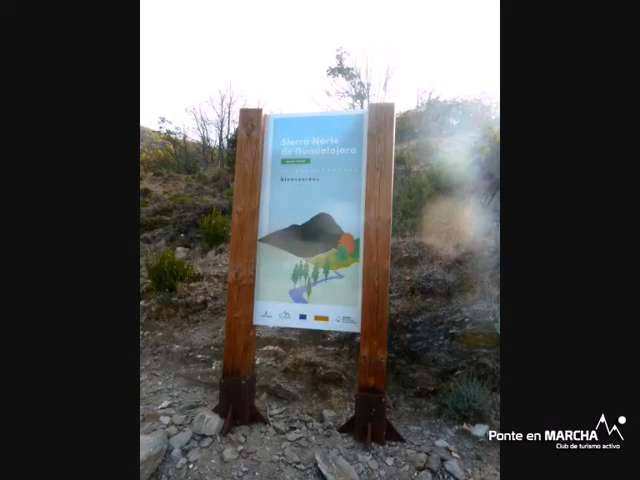 Sierra Norte
de Guadalajara
Bienvenidos
Ponte en MARCHA
Club de turismo activo